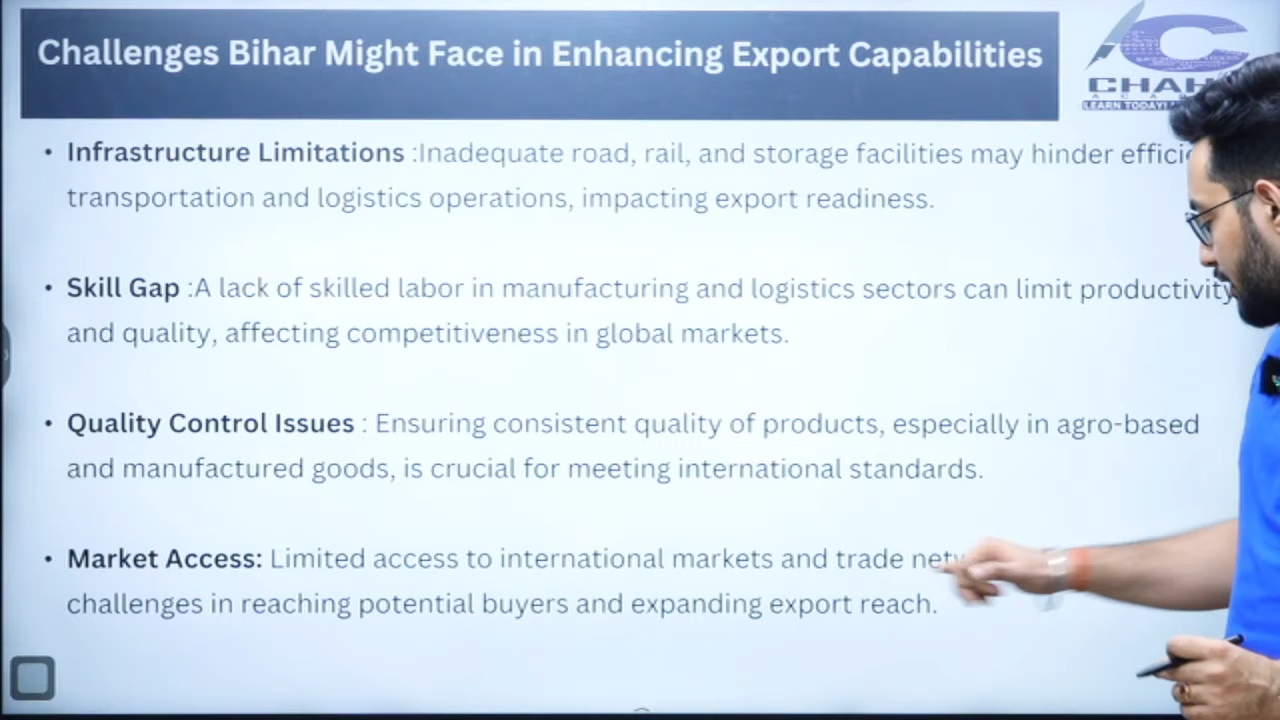 Challenges Bihar Might Face in Enhancing Export Capabilities
CHAH
LEARN TODAY!
• Infrastructure Limitations :Inadequate road, rail, and storage facilities may hinder
transportation and logistics operations, impacting export readiness.
• Skill Gap :A lack of skilled labor in manufacturing and logistics sectors can limit productivity
and quality, affecting competitiveness in global markets.
• Quality Control Issues : Ensuring consistent quality of products, especially in agro-based
and manufactured goods, is crucial for meeting international standards.
• Market Access: Limited access to international markets and trade
challenges in reaching potential buyers and expanding export reach.